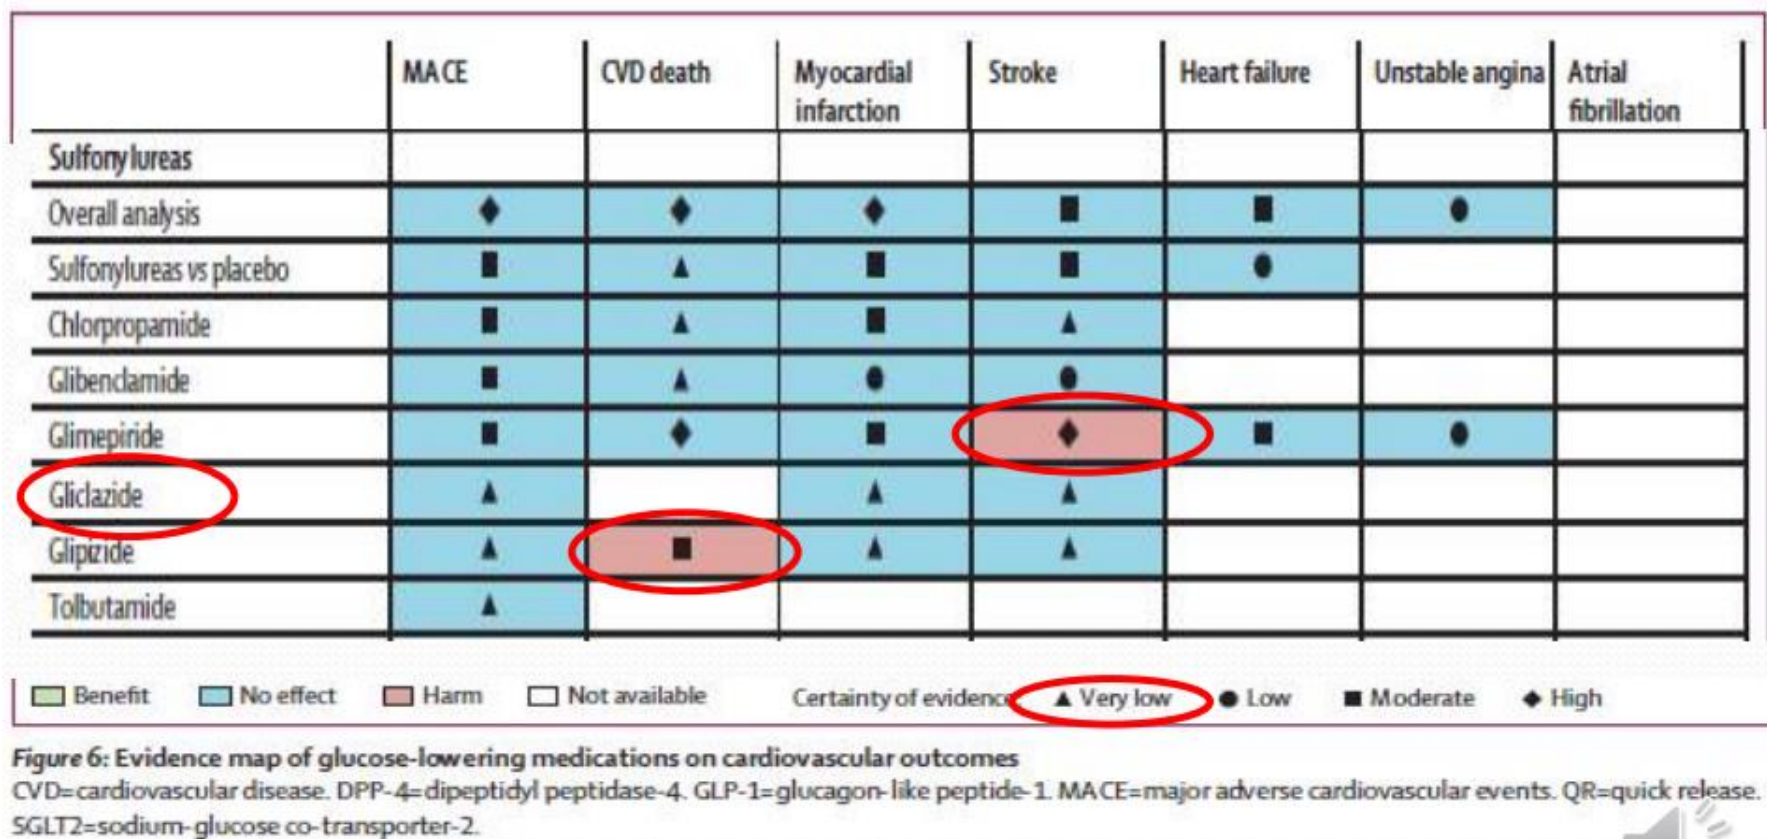 MACE CVD death Myocardial infarction Stroke Heart failure Unstable angina Atrial fibrillation
Sulfonylureas
Overall analysis ◆ ◆ ◆ ■ ■ ●
Sulfonylureas vs placebo ■ ▲ ■ ■ ●
Chlorpropamide ■ ▲ ■ ▲
Glibenclamide ■ ▲ ● ●
Glimepiride ■ ◆ ■ ◆ ■ ●
Gliclazide ▲ ▲ ▲
Glipizide ▲ ■ ▲ ▲
Tolbutamide ▲
Benefit No effect Harm Not available Certainty of evidence ▲ Very low ● Low ■ Moderate ◆ High
Figure 6: Evidence map of glucose-lowering medications on cardiovascular outcomes
CVD=cardiovascular disease. DPP-4=dipeptidyl peptidase-4. GLP-1=glucagon-like peptide-1. MACE=major adverse cardiovascular events. QR=quick release.
SGLT2=sodium-glucose co-transporter-2.